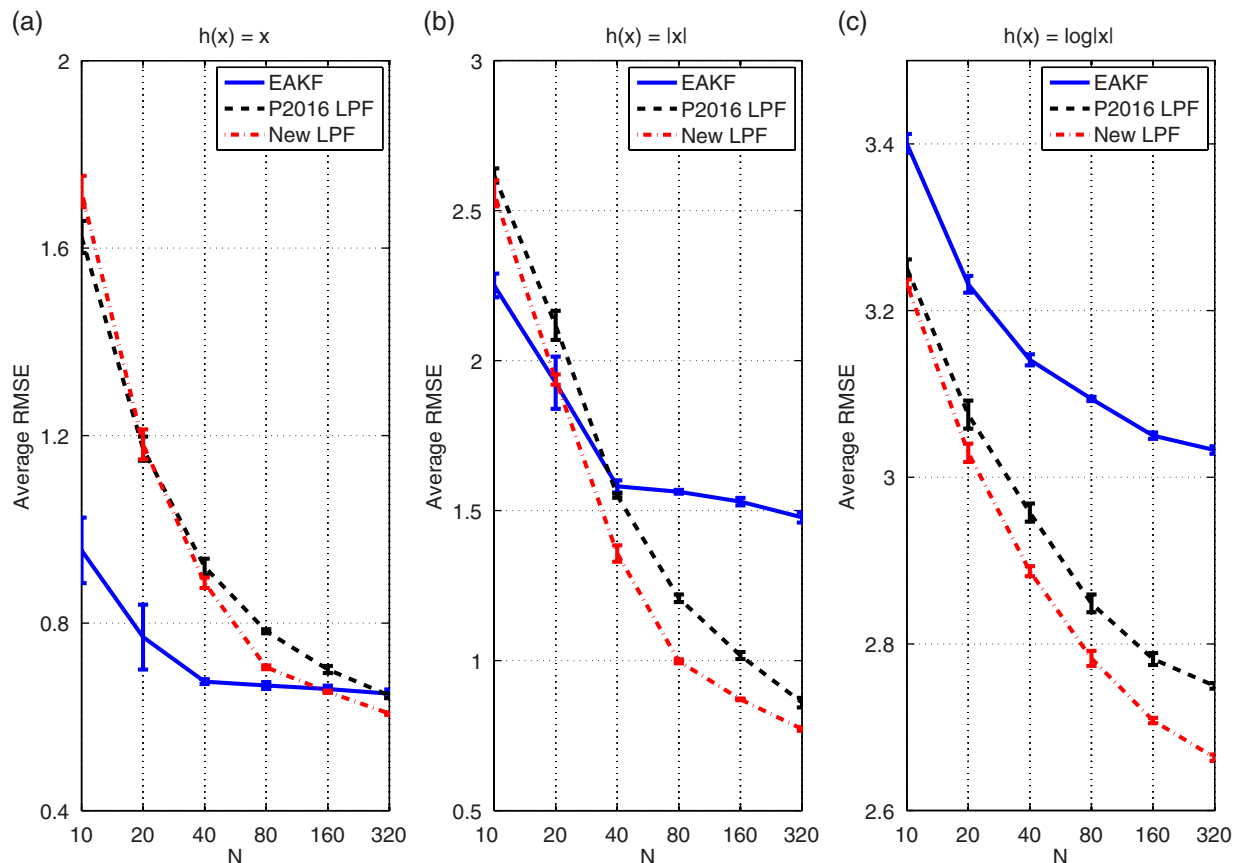 (a)
h(x) = x
EAKF
P2016 LPF
New LPF
2
1.6
1.2
0.8
0.4
Average RMSE
10 20 40 80 160 320
N
(b)
h(x) = |x|
EAKF
P2016 LPF
New LPF
3
2.5
2
1.5
1
0.5
Average RMSE
10 20 40 80 160 320
N
(c)
h(x) = log|x|
EAKF
P2016 LPF
New LPF
3.4
3.2
3
2.8
2.6
Average RMSE
10 20 40 80 160 320
N